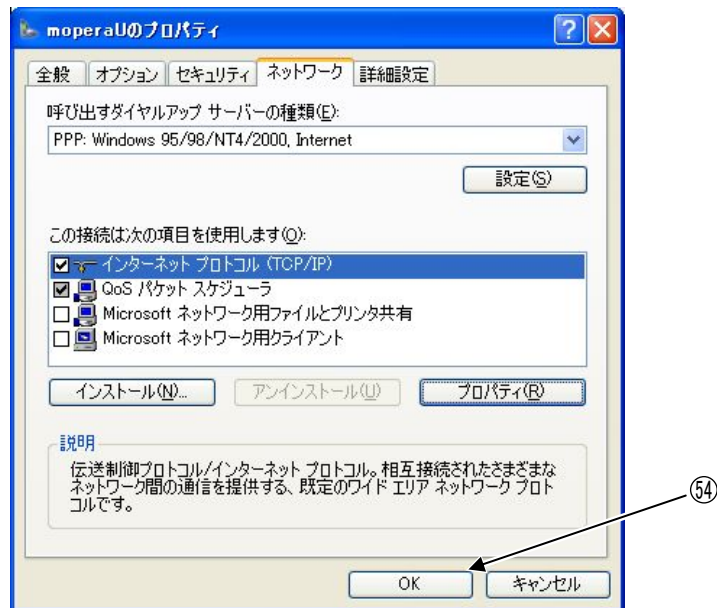 moperaUのプロパティ
全般 オプション セキュリティ ネットワーク 詳細設定
呼び出すダイヤルアップ サーバーの種類(E):
PPP: Windows 95/98/NT4/2000, Internet
設定(S)
この接続は次の項目を使用します(O):
インターネット プロトコル (TCP/IP)
QoS パケット スケジューラ
Microsoft ネットワーク用ファイルとプリンタ共有
Microsoft ネットワーク用クライアント
インストール(N)... アンインストール(U) プロパティ(R)
説明
伝送制御プロトコル/インターネット プロトコル。相互接続されたさまざまな
ネットワーク間の通信を提供する、既定のワイド エリア ネットワーク プロト
コルです。
㊴
OK キャンセル